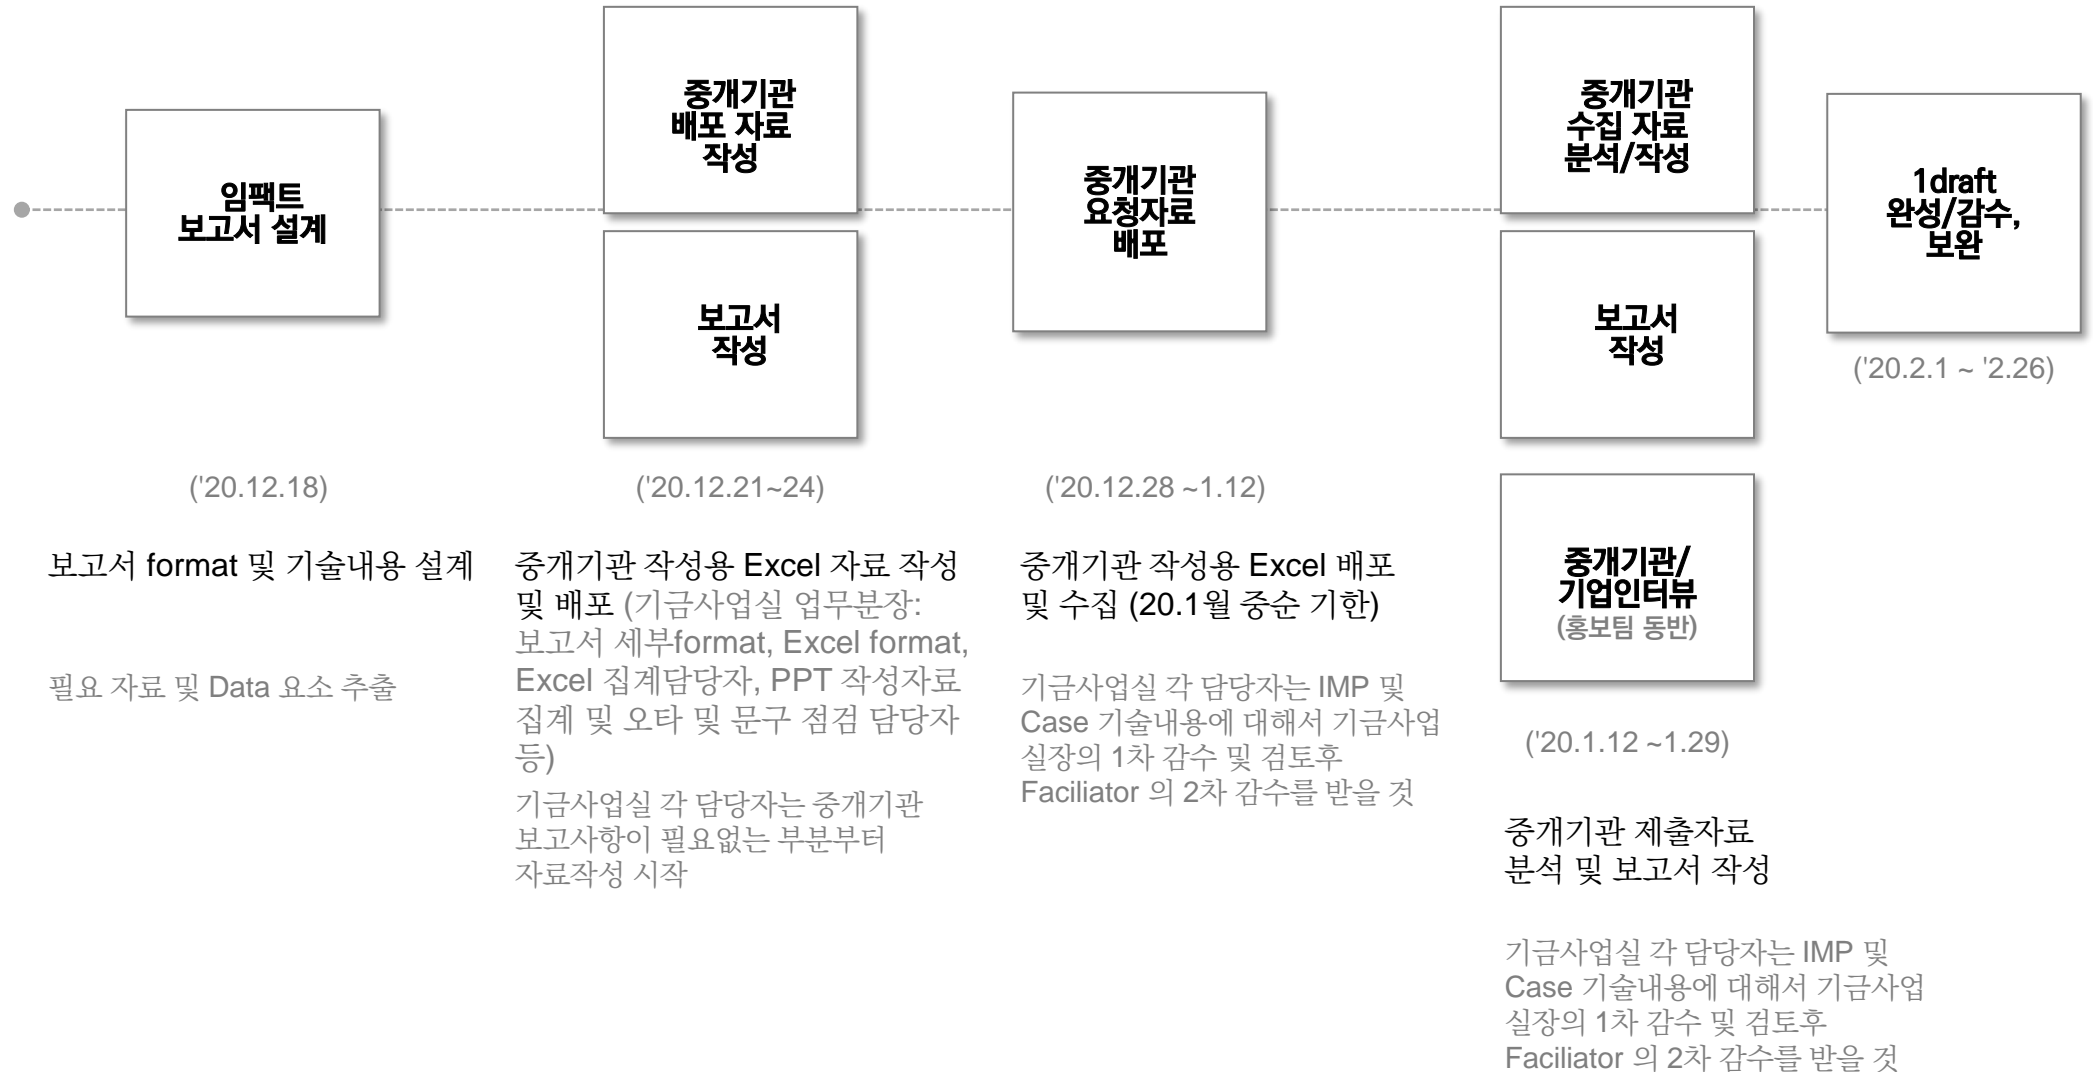 임팩트
보고서 설계
('20.12.18)
보고서 format 및 기술내용 설계
필요 자료 및 Data 요소 추출
중개기관
배포 자료
작성
보고서
작성
('20.12.21~24)
중개기관 작성용 Excel 자료 작성
및 배포 (기금사업실 업무분장:
보고서 세부format, Excel format,
Excel 집계담당자, PPT 작성자료
집계 및 오타 및 문구 점검 담당자
등)
기금사업실 각 담당자는 중개기관
보고사항이 필요없는 부분부터
자료작성 시작
중개기관
요청자료
배포
('20.12.28 ~1.12)
중개기관 작성용 Excel 배포
및 수집 (20.1월 중순 기한)
기금사업실 각 담당자는 IMP 및
Case 기술내용에 대해서 기금사업
실장의 1차 감수 및 검토후
Faciliator 의 2차 감수를 받을 것
중개기관
수집 자료
분석/작성
보고서
작성
중개기관/
기업인터뷰
(홍보팀 동반)
('20.1.12 ~1.29)
중개기관 제출자료
분석 및 보고서 작성
기금사업실 각 담당자는 IMP 및
Case 기술내용에 대해서 기금사업
실장의 1차 감수 및 검토후
Faciliator 의 2차 감수를 받을 것
1draft
완성/감수,
보완
('20.2.1 ~ '2.26)